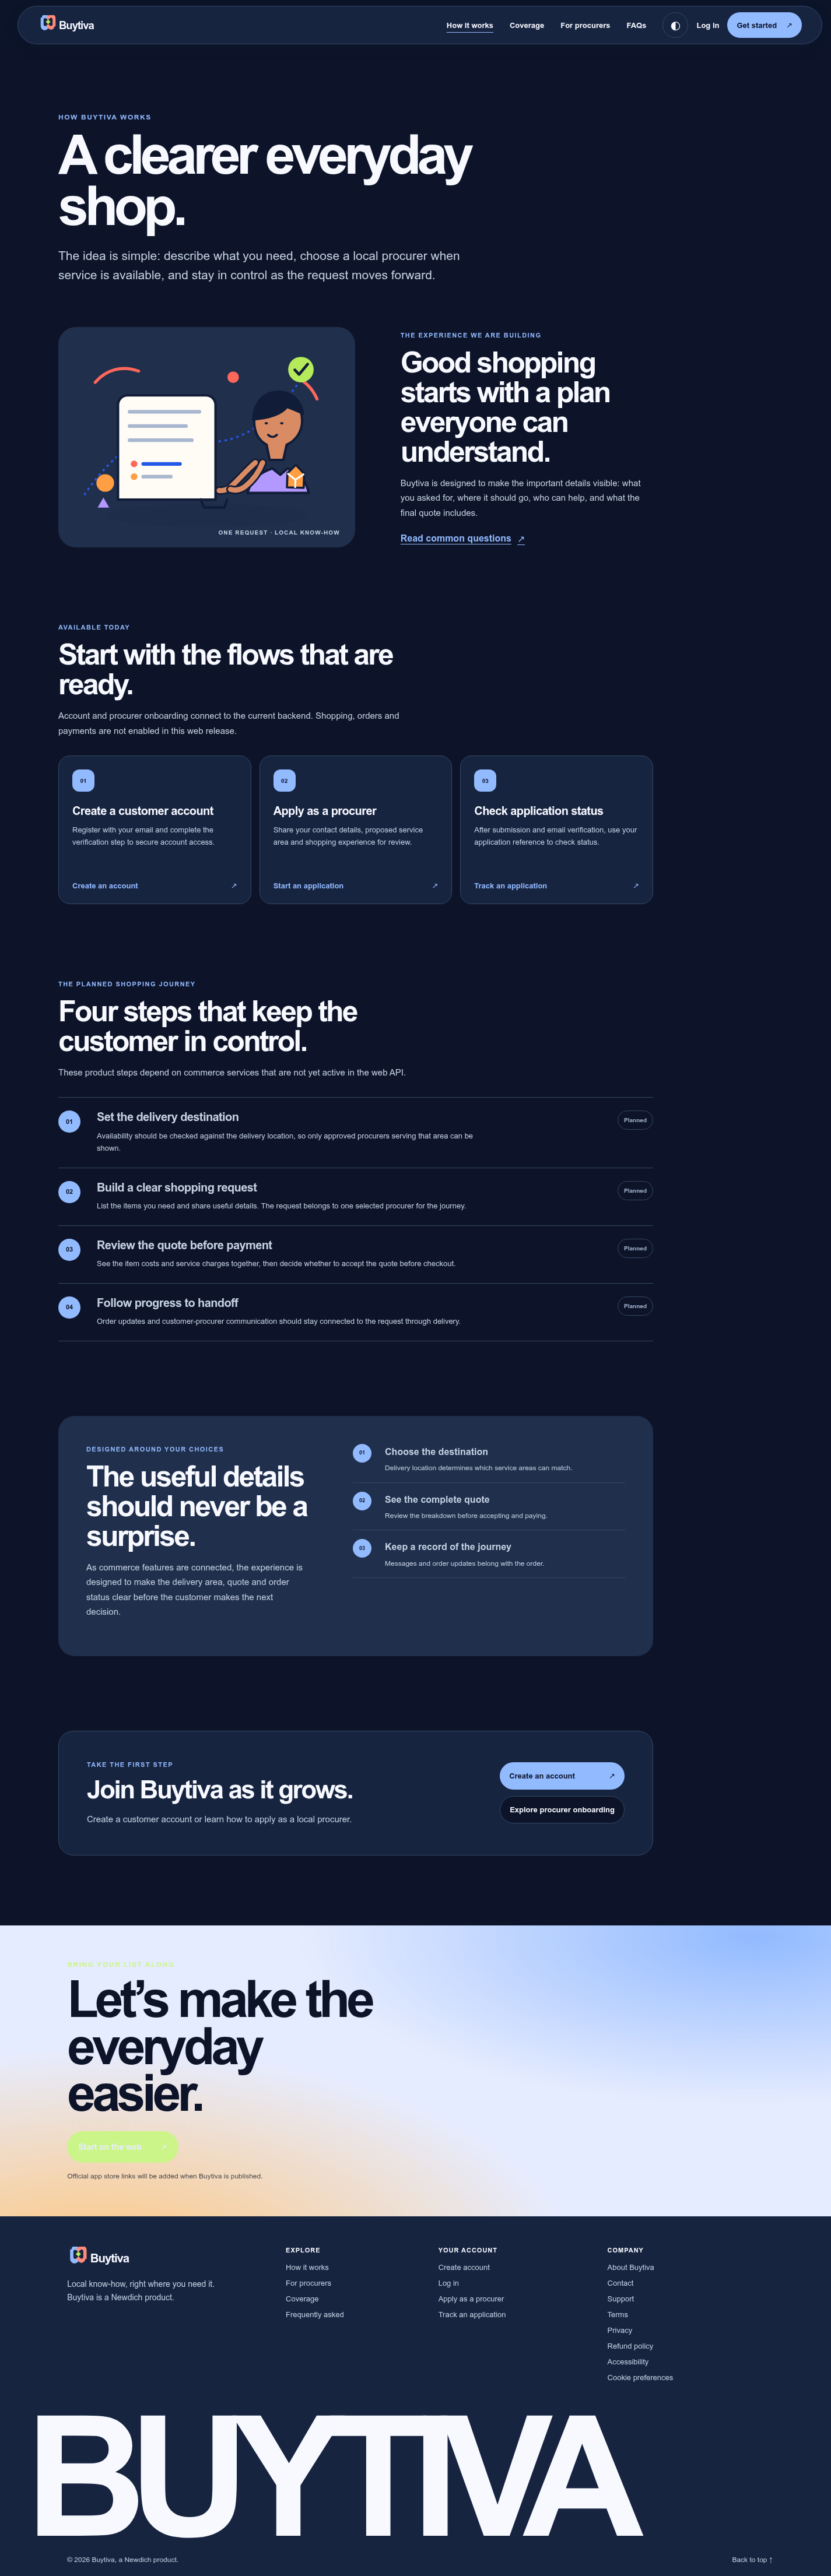 Buytiva
How it works
Coverage
For procurers
FAQs
Log in
Get started ↗
HOW BUYTIVA WORKS
A clearer everyday
shop.
The idea is simple: describe what you need, choose a local procurer when
service is available, and stay in control as the request moves forward.
ONE REQUEST · LOCAL KNOW-HOW
THE EXPERIENCE WE ARE BUILDING
Good shopping
starts with a plan
everyone can
understand.
Buytiva is designed to make the important details visible: what
you asked for, where it should go, who can help, and what the
final quote includes.
Read common questions ↗
AVAILABLE TODAY
Start with the flows that are
ready.
Account and procurer onboarding connect to the current backend. Shopping, orders and
payments are not enabled in this web release.
01
Create a customer account
Register with your email and complete the
verification step to secure account access.
Create an account ↗
02
Apply as a procurer
Share your contact details, proposed service
area and shopping experience for review.
Start an application ↗
03
Check application status
After submission and email verification, use your
application reference to check status.
Track an application ↗
THE PLANNED SHOPPING JOURNEY
Four steps that keep the
customer in control.
These product steps depend on commerce services that are not yet active in the web API.
01
Set the delivery destination
Availability should be checked against the delivery location, so only approved procurers serving that area can be
shown.
Planned
02
Build a clear shopping request
List the items you need and share useful details. The request belongs to one selected procurer for the journey.
Planned
03
Review the quote before payment
See the item costs and service charges together, then decide whether to accept the quote before checkout.
Planned
04
Follow progress to handoff
Order updates and customer-procurer communication should stay connected to the request through delivery.
Planned
DESIGNED AROUND YOUR CHOICES
The useful details
should never be a
surprise.
As commerce features are connected, the experience is
designed to make the delivery area, quote and order
status clear before the customer makes the next
decision.
01
Choose the destination
Delivery location determines which service areas can match.
02
See the complete quote
Review the breakdown before accepting and paying.
03
Keep a record of the journey
Messages and order updates belong with the order.
TAKE THE FIRST STEP
Join Buytiva as it grows.
Create a customer account or learn how to apply as a local procurer.
Create an account ↗
Explore procurer onboarding
BRING YOUR LIST ALONG
Let’s make the
everyday
easier.
Start on the web ↗
Official app store links will be added when Buytiva is published.
Buytiva
Local know-how, right where you need it.
Buytiva is a Newdich product.
EXPLORE
How it works
For procurers
Coverage
Frequently asked
YOUR ACCOUNT
Create account
Log in
Apply as a procurer
Track an application
COMPANY
About Buytiva
Contact
Support
Terms
Privacy
Refund policy
Accessibility
Cookie preferences
BUYTIVA
© 2026 Buytiva, a Newdich product.
Back to top ↑